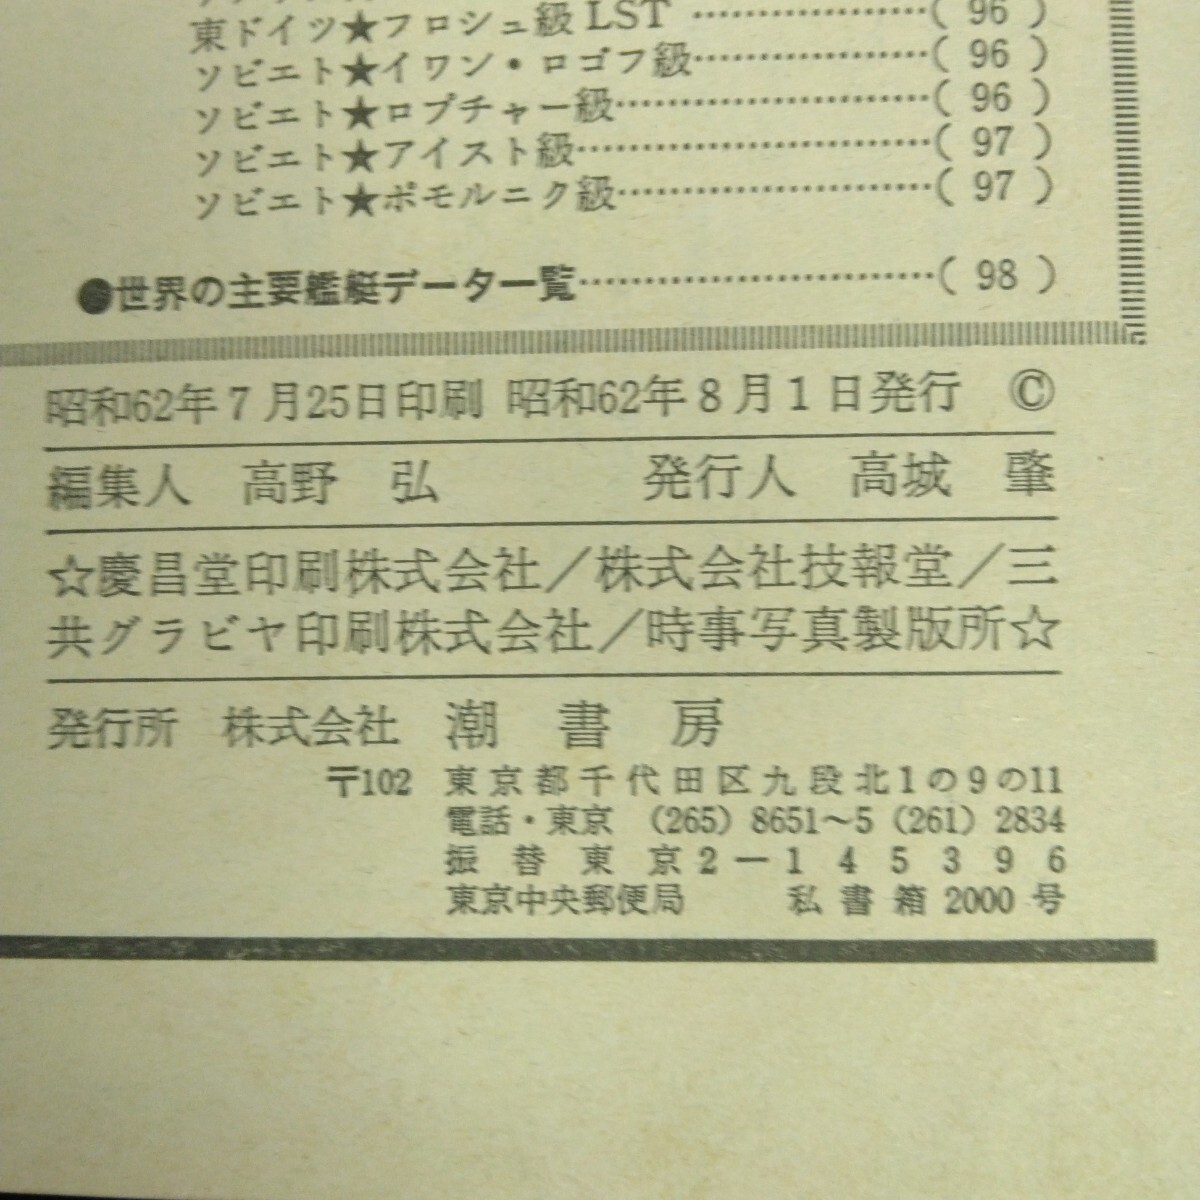 東ドイツ★フロシュ級LST ……………( 96 )
ソビエト★イワン・ロゴフ級……………( 96 )
ソビエト★ロプチャー級…………………( 96 )
ソビエト★アイスト級……………………( 97 )
ソビエト★ポモルニク級…………………( 97 )
●世界の主要艦艇データ一覧……………………( 98 )
昭和62年7月25日印刷 昭和62年8月1日発行 ©
編集人 高野 弘 発行人 高城 肇
☆慶昌堂印刷株式会社／株式会社技報堂／三
共グラビヤ印刷株式会社／時事写真製版所☆
発行所 株式会社 潮書房
〒102 東京都千代田区九段北1の9の11
電話・東京 (265) 8651〜5 (261) 2834
振替東京2－145396
東京中央郵便局 私書箱2000号